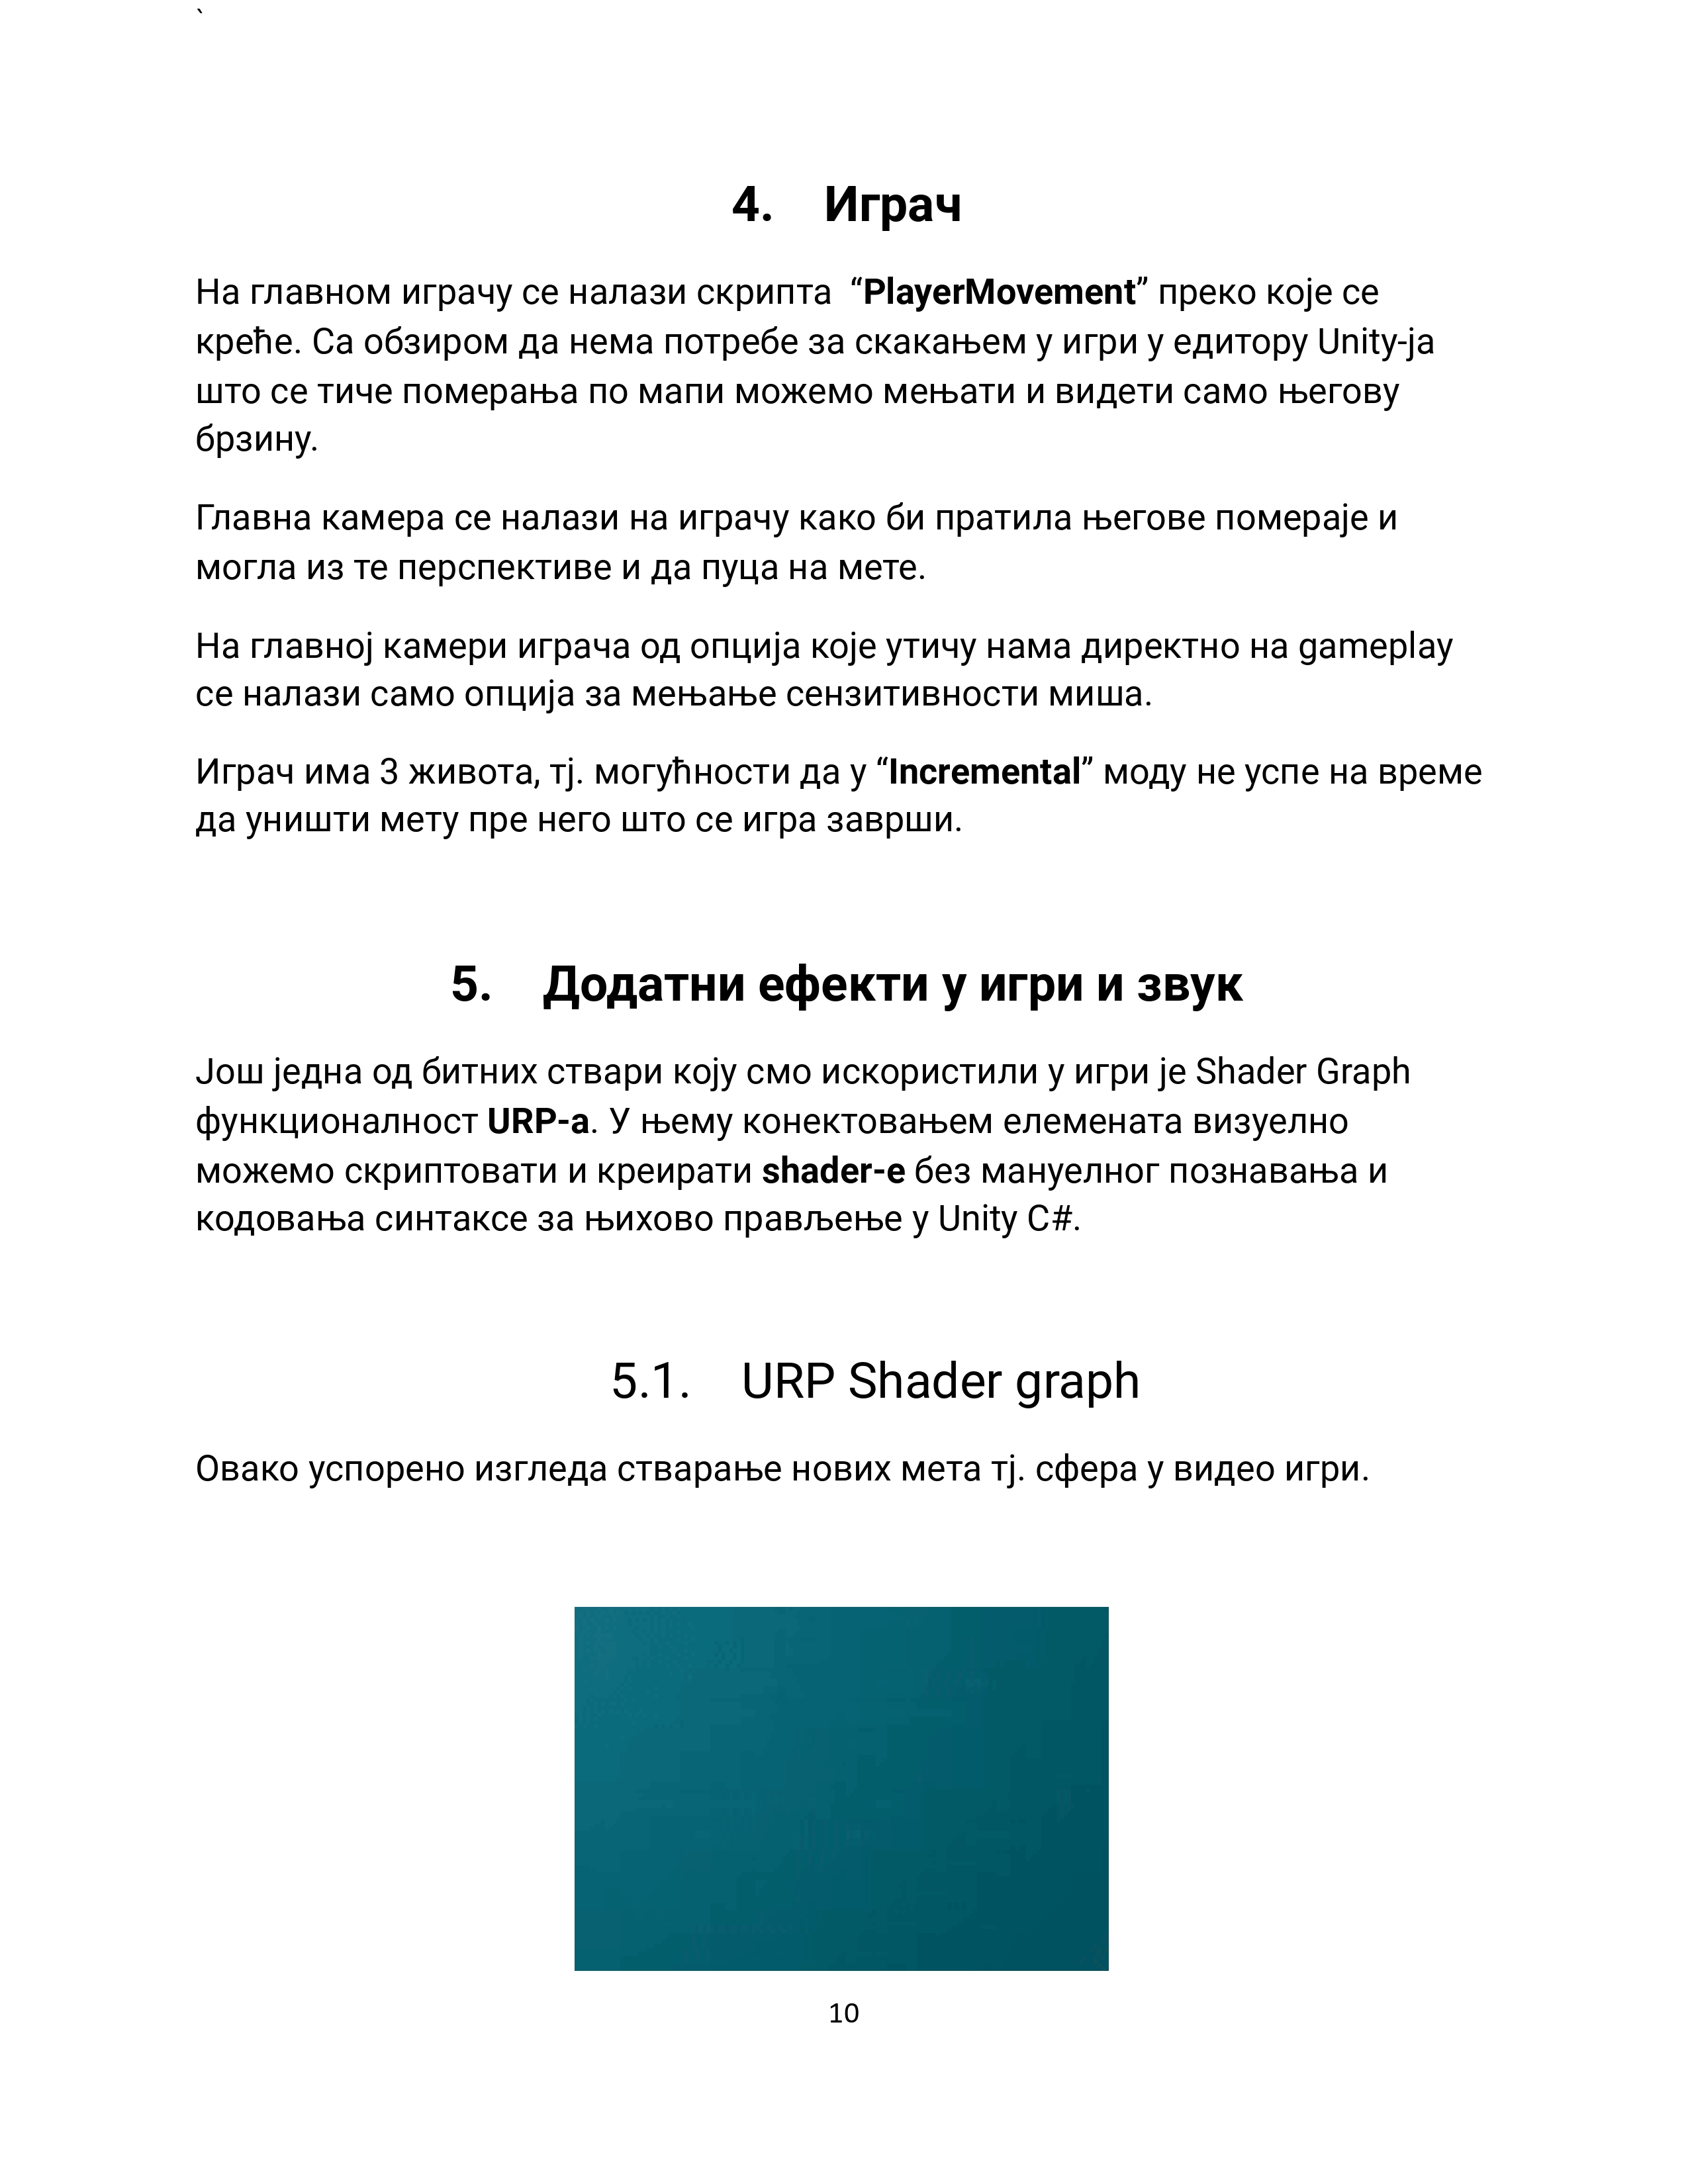 `
4. Играч
На главном играчу се налази скрипта “PlayerMovement” преко које се
креће. Са обзиром да нема потребе за скакањем у игри у едитору Unity-ја
што се тиче померања по мапи можемо мењати и видети само његову
брзину.
Главна камера се налази на играчу како би пратила његове помераје и
могла из те перспективе и да пуца на мете.
На главној камери играча од опција које утичу нама директно на gameplay
се налази само опција за мењање сензитивности миша.
Играч има 3 живота, тј. могућности да у “Incremental” моду не успе на време
да уништи мету пре него што се игра заврши.
5. Додатни ефекти у игри и звук
Још једна од битних ствари коју смо искористили у игри је Shader Graph
функционалност URP-а. У њему конектовањем елемената визуелно
можемо скриптовати и креирати shader-е без мануелног познавања и
кодовања синтаксе за њихово прављење у Unity C#.
5.1. URP Shader graph
Овако успорено изгледа стварање нових мета тј. сфера у видео игри.
10